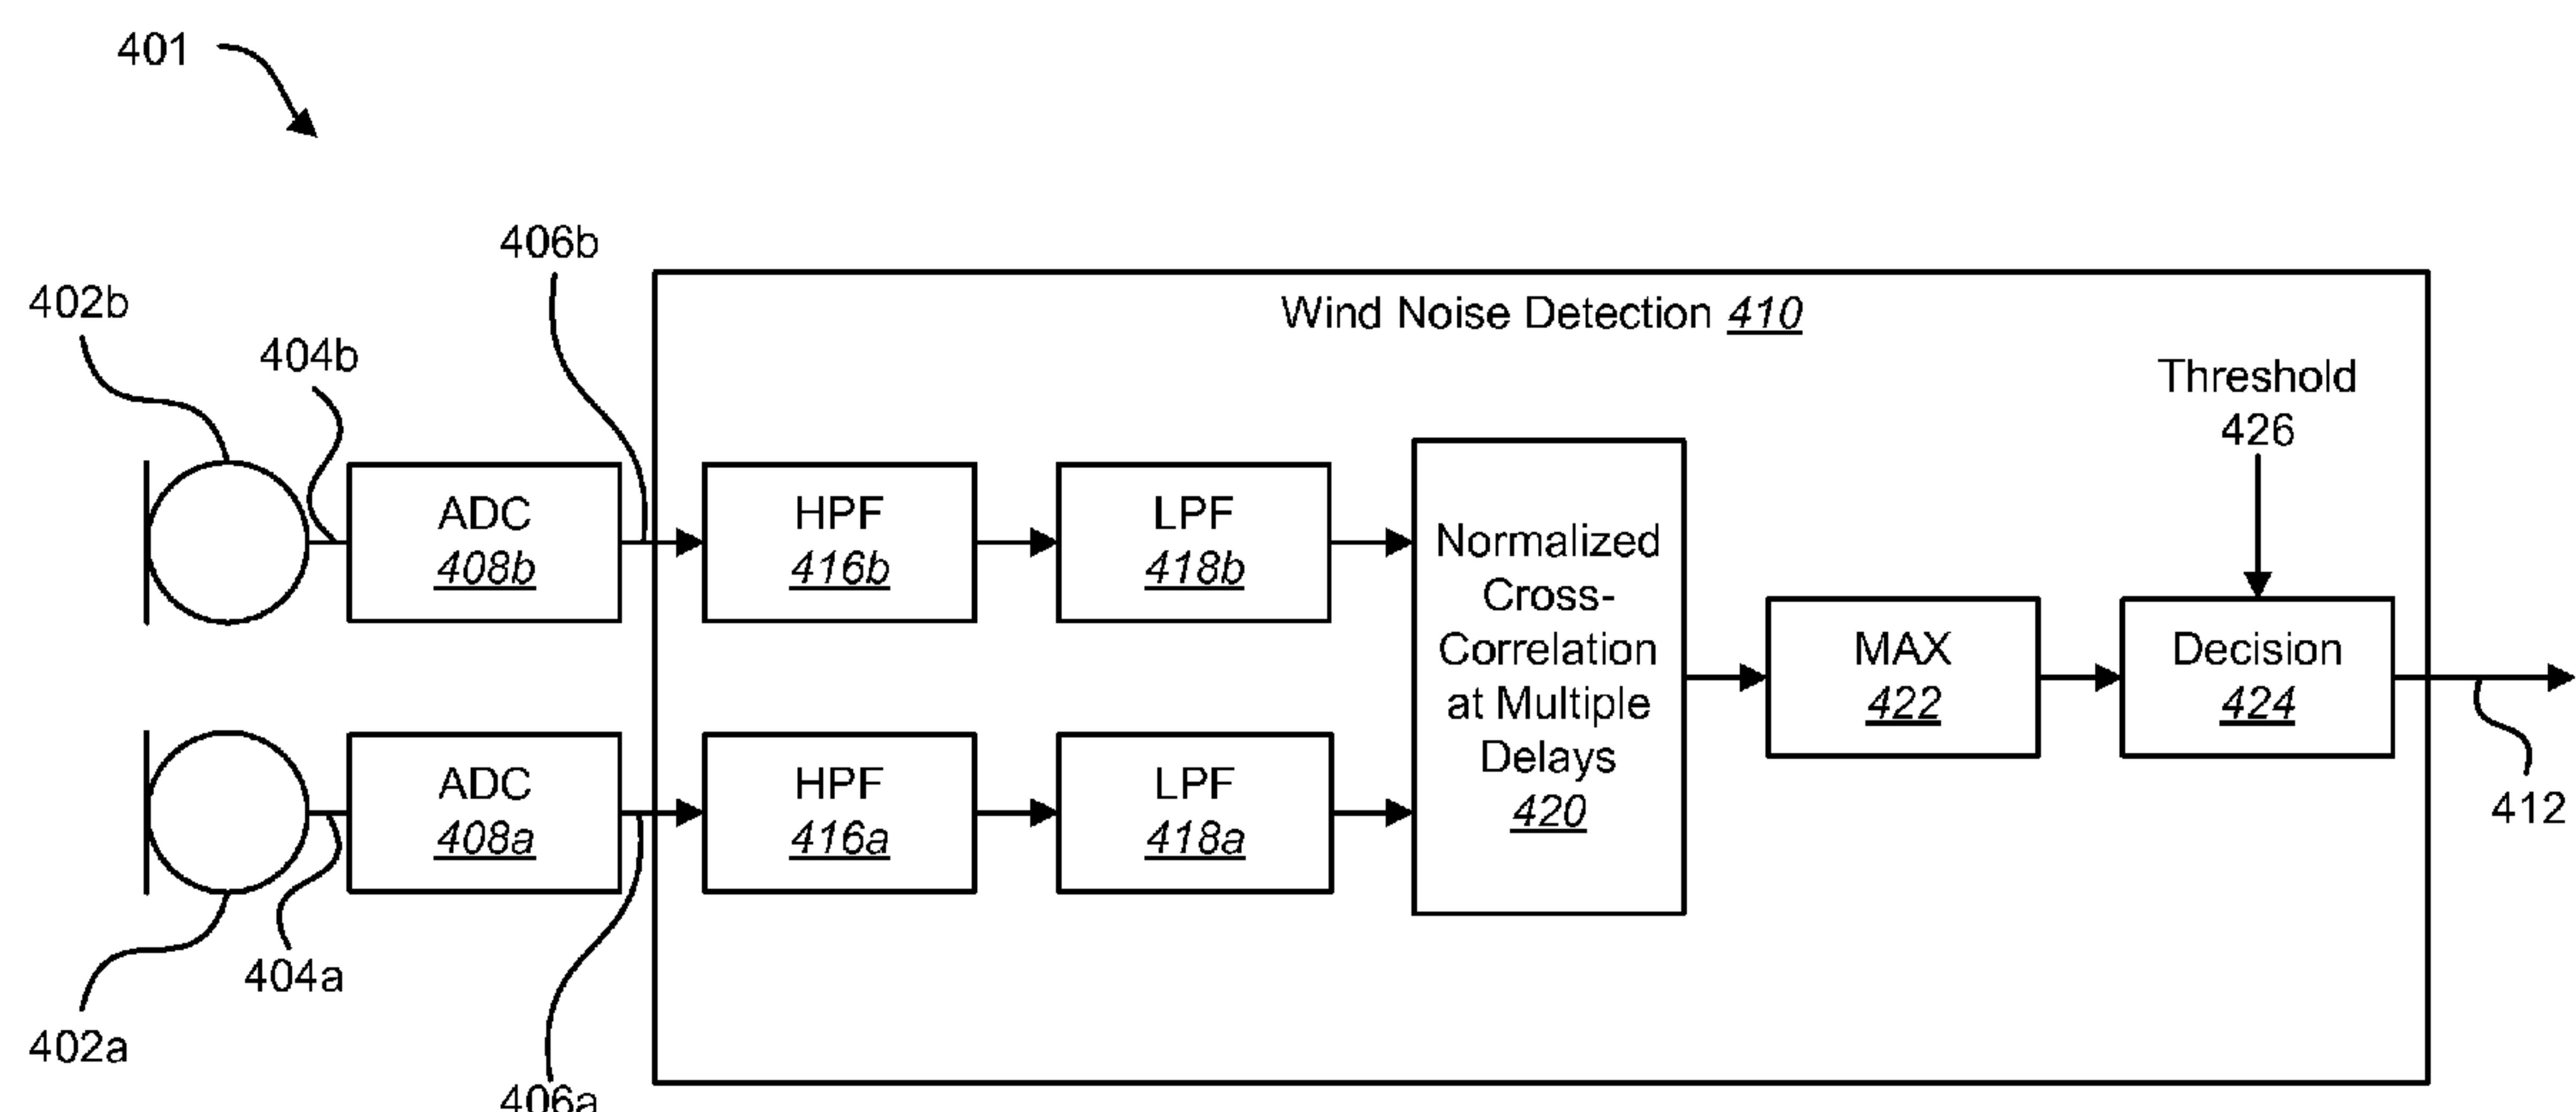 401
406b
402b
Wind Noise Detection 410
404b
Threshold
426
ADC
408b
HPF
416b
LPF
418b
Normalized
Cross-
Correlation
at Multiple
Delays
420
MAX
422
Decision
424
412
ADC
408a
HPF
416a
LPF
418a
404a
402a
406a